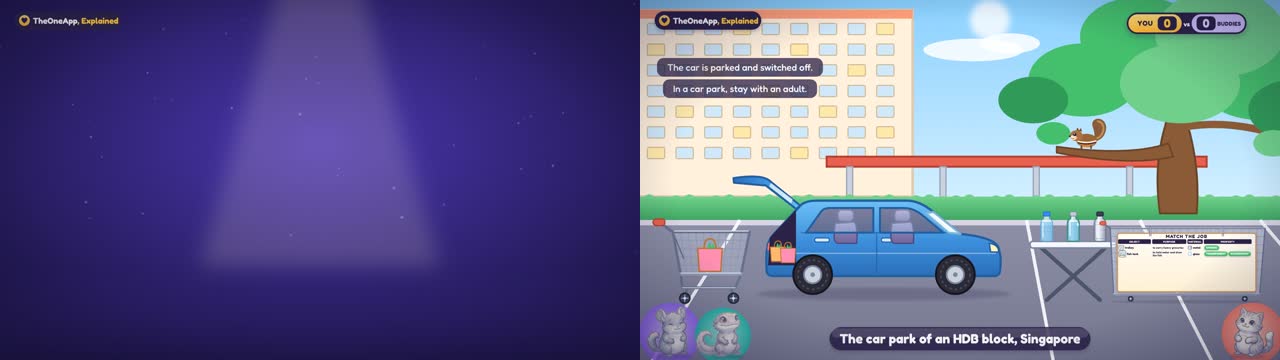 TheOneApp, Explained
TheOneApp, Explained
YOU 0 vs 0 BUDDIES
The car is parked and switched off.
In a car park, stay with an adult.
MATCH THE JOB
The car park of an HDB block, Singapore